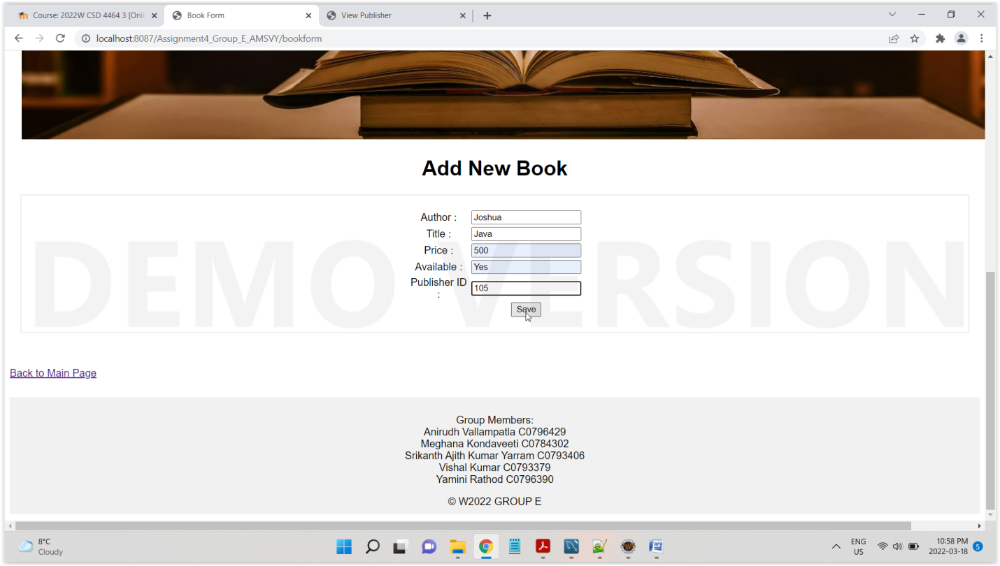 Course: 2022W CSD 4464 3 [Onli
Book Form
View Publisher
localhost:8087/Assignment4_Group_E_AMSVY/bookform
Add New Book
Author : Joshua
Title : Java
Price : 500
Available : Yes
Publisher ID : 105
Save
DEMO VERSION
Back to Main Page
Group Members:
Anirudh Vallampatla C0796429
Meghana Kondaveeti C0784302
Srikanth Ajith Kumar Yarram C0793406
Vishal Kumar C0793379
Yamini Rathod C0796390
© W2022 GROUP E
8°C
Cloudy
ENG
US
10:58 PM
2022-03-18
5